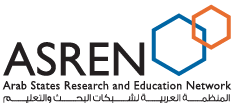 ASREN
Arab States Research and Education Network
المنظمة العربية لشبكات البحث والتعليم